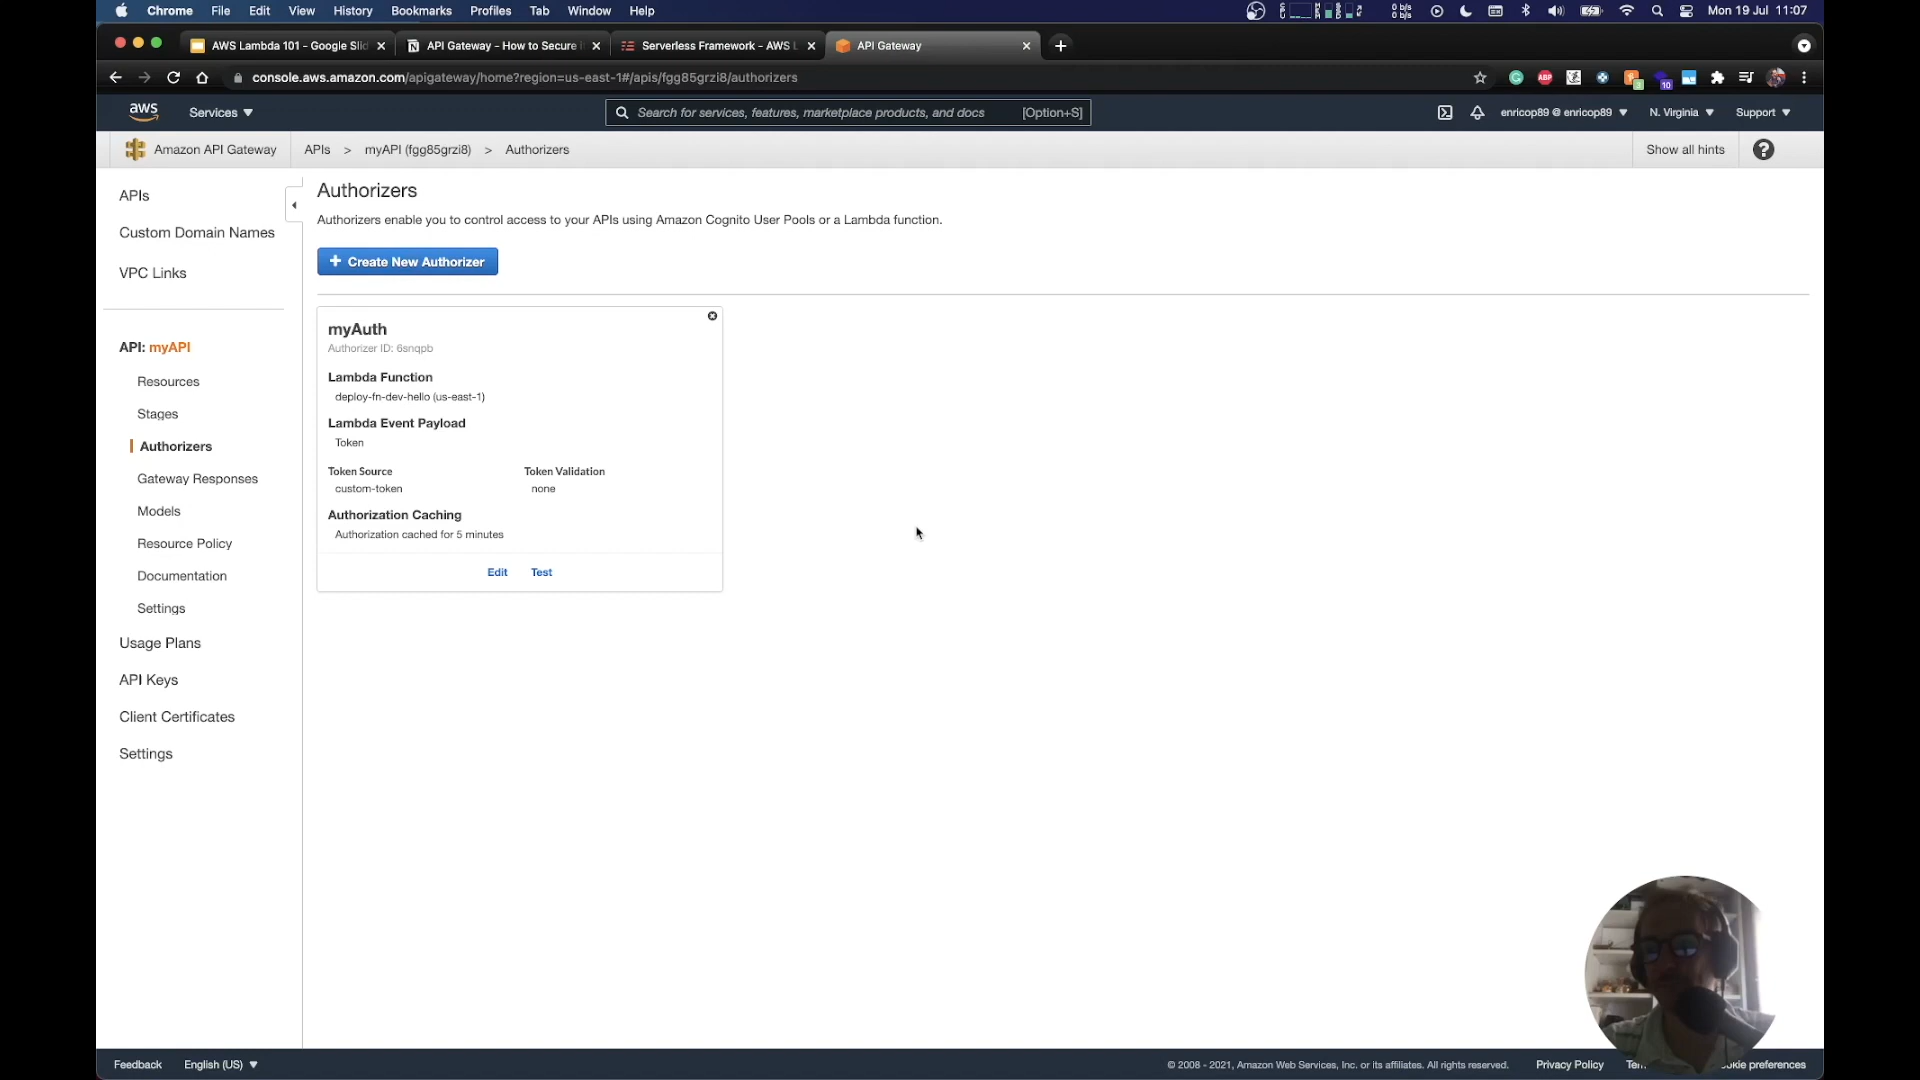 Chrome File Edit View History Bookmarks Profiles Tab Window Help
0 b/s
0 b/s
Mon 19 Jul 11:07
AWS Lambda 101 - Google Slid
API Gateway - How to Secure i
Serverless Framework - AWS L
API Gateway
console.aws.amazon.com/apigateway/home?region=us-east-1#/apis/fgg85grzi8/authorizers
ABP
10
aws
Services
Search for services, features, marketplace products, and docs [Option+S]
enricop89 @ enricop89
N. Virginia
Support
Amazon API Gateway
APIs > myAPI (fgg85grzi8) > Authorizers
Show all hints
?
APIs
Custom Domain Names
VPC Links
API: myAPI
Resources
Stages
Authorizers
Gateway Responses
Models
Resource Policy
Documentation
Settings
Usage Plans
API Keys
Client Certificates
Settings
Authorizers
Authorizers enable you to control access to your APIs using Amazon Cognito User Pools or a Lambda function.
+ Create New Authorizer
myAuth
Authorizer ID: 6snqpb
Lambda Function
deploy-fn-dev-hello (us-east-1)
Lambda Event Payload
Token
Token Source Token Validation
custom-token none
Authorization Caching
Authorization cached for 5 minutes
Edit Test
Feedback English (US)
© 2008 - 2021, Amazon Web Services, Inc. or its affiliates. All rights reserved. Privacy Policy Ter okie preferences